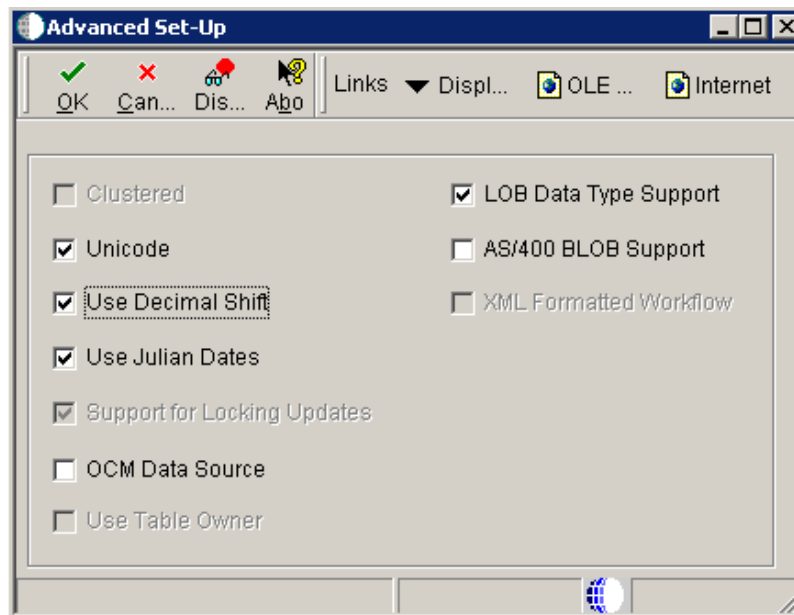 Advanced Set-Up
OK Can... Dis... Abo Links Displ... OLE ... Internet
Clustered
Unicode
Use Decimal Shift
Use Julian Dates
Support for Locking Updates
OCM Data Source
Use Table Owner
LOB Data Type Support
AS/400 BLOB Support
XML Formatted Workflow